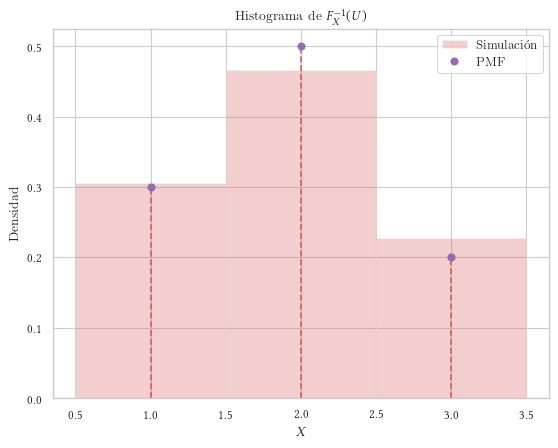 Histograma de $F_X^{-1}(U)$
Simulación
PMF
Densidad
0.5
0.4
0.3
0.2
0.1
0.0
0.5 1.0 1.5 2.0 2.5 3.0 3.5
X